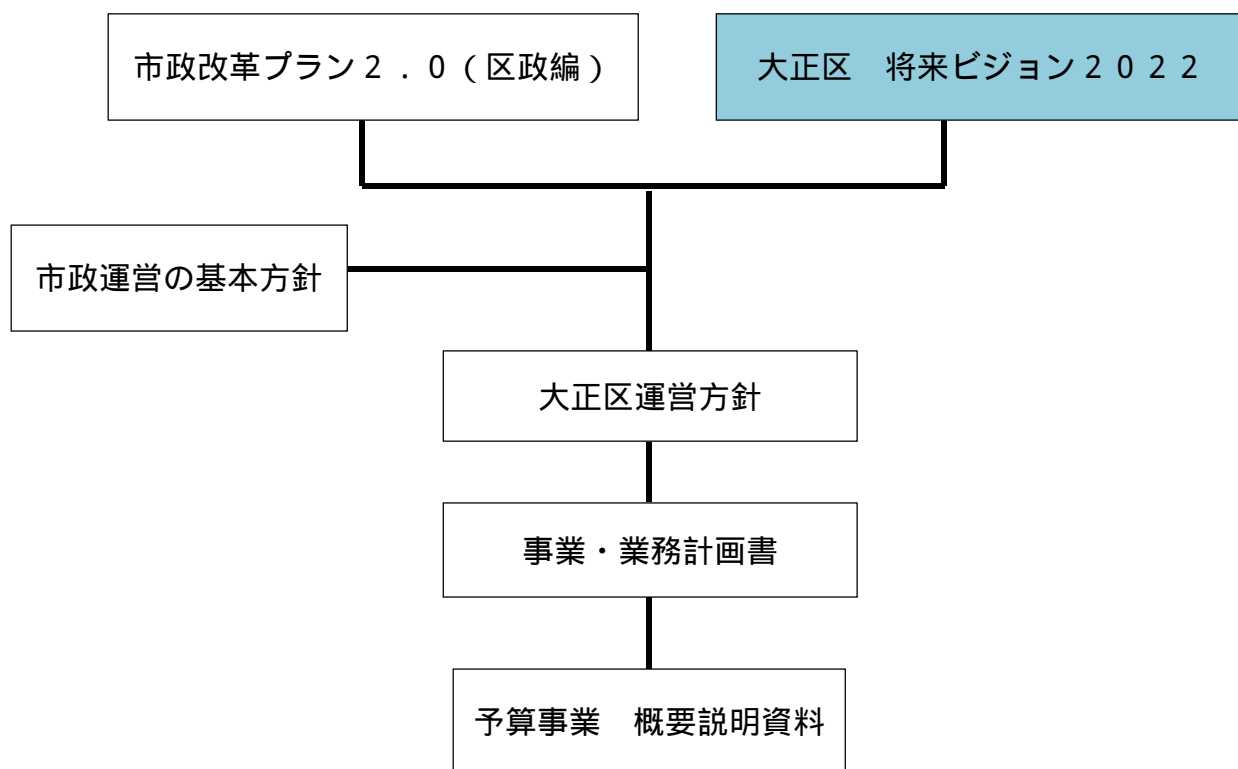 市政改革プラン２．０（区政編）
大正区　将来ビジョン２０２２
市政運営の基本方針
大正区運営方針
事業・業務計画書
予算事業　概要説明資料